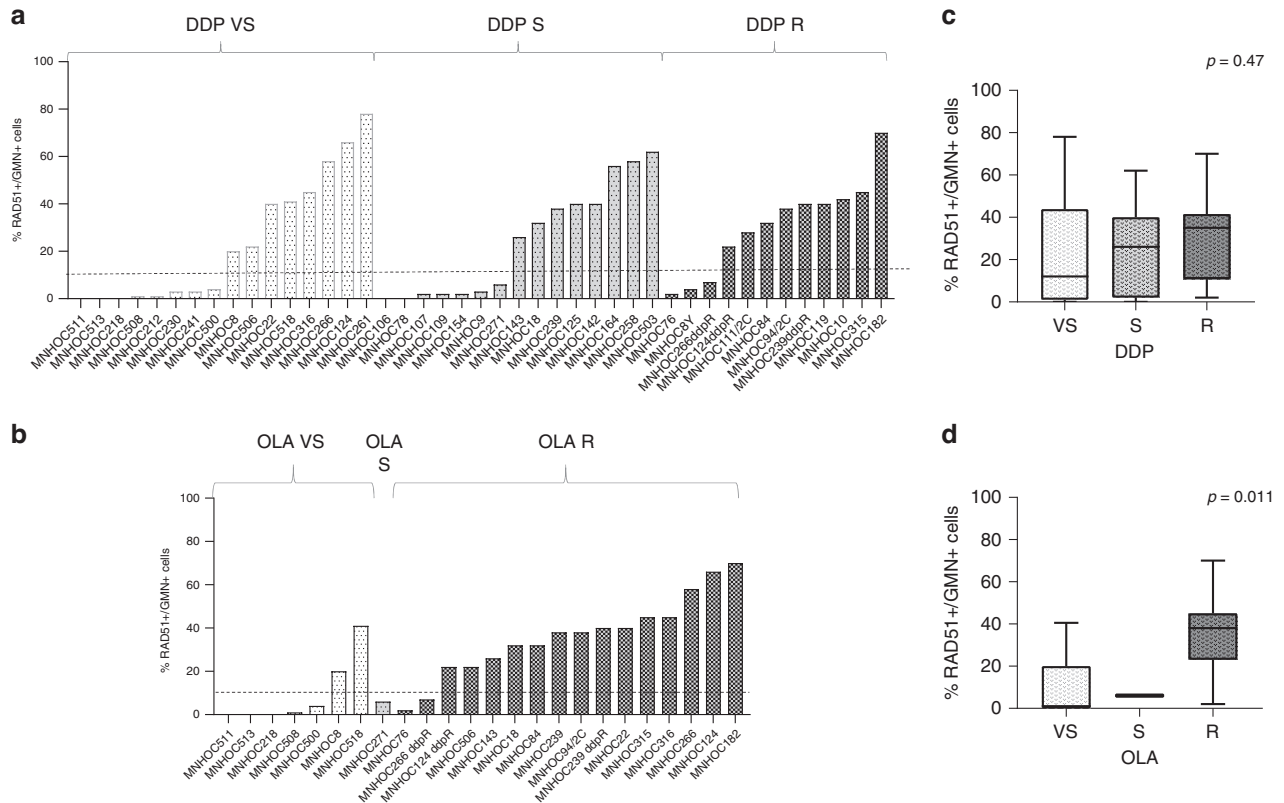 a
DDP VS
DDP S
DDP R
% RAD51+/GMN+ cells
100
80
60
40
20
0
MNHOC511
MNHOC513
MNHOC218
MNHOC508
MNHOC212
MNHOC230
MNHOC241
MNHOC500
MNHOC8
MNHOC506
MNHOC22
MNHOC518
MNHOC316
MNHOC266
MNHOC124
MNHOC261
MNHOC106
MNHOC78
MNHOC107
MNHOC109
MNHOC154
MNHOC9
MNHOC271
MNHOC143
MNHOC18
MNHOC239
MNHOC125
MNHOC142
MNHOC164
MNHOC258
MNHOC503
MNHOC76
MNHOC8Y
MNHOC266ddpR
MNHOC124ddpR
MNHOC111/2C
MNHOC84
MNHOC94/2C
MNHOC239ddpR
MNHOC119
MNHOC10
MNHOC315
MNHOC182
c
p = 0.47
% RAD51+/GMN+ cells
100
80
60
40
20
0
VS
S
R
DDP
b
OLA VS
OLA
S
OLA R
% RAD51+/GMN+ cells
100
80
60
40
20
0
MNHOC511
MNHOC513
MNHOC218
MNHOC508
MNHOC500
MNHOC8
MNHOC518
MNHOC271
MNHOC76
MNHOC266 ddpR
MNHOC124 ddpR
MNHOC506
MNHOC143
MNHOC18
MNHOC84
MNHOC239
MNHOC94/2C
MNHOC239 ddpR
MNHOC22
MNHOC315
MNHOC316
MNHOC266
MNHOC124
MNHOC182
d
p = 0.011
% RAD51+/GMN+ cells
100
80
60
40
20
0
VS
S
R
OLA